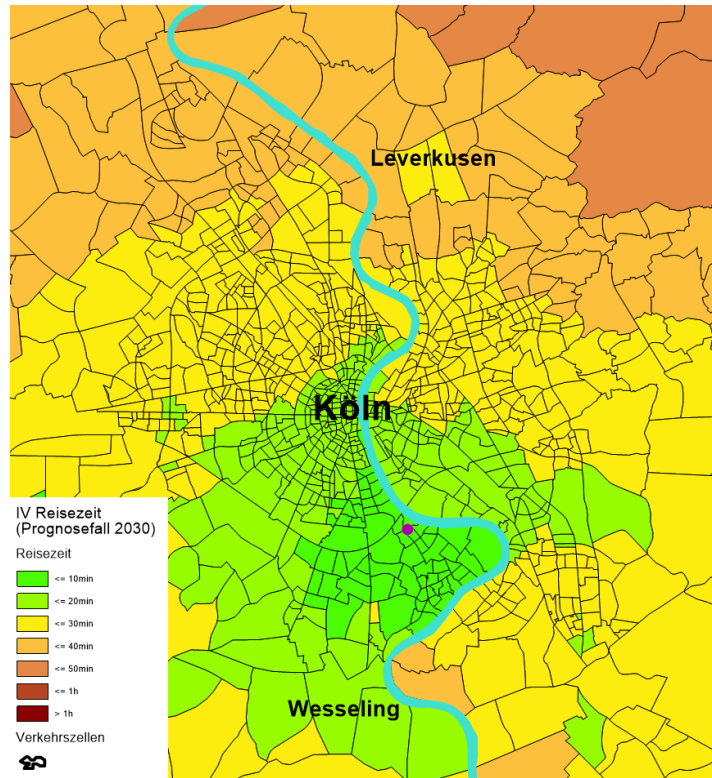 Leverkusen
Köln
IV Reisezeit
(Prognosefall 2030)
Reisezeit
<= 10min
<= 20min
<= 30min
<= 40min
<= 50min
<= 1h
> 1h
Verkehrszellen
Wesseling